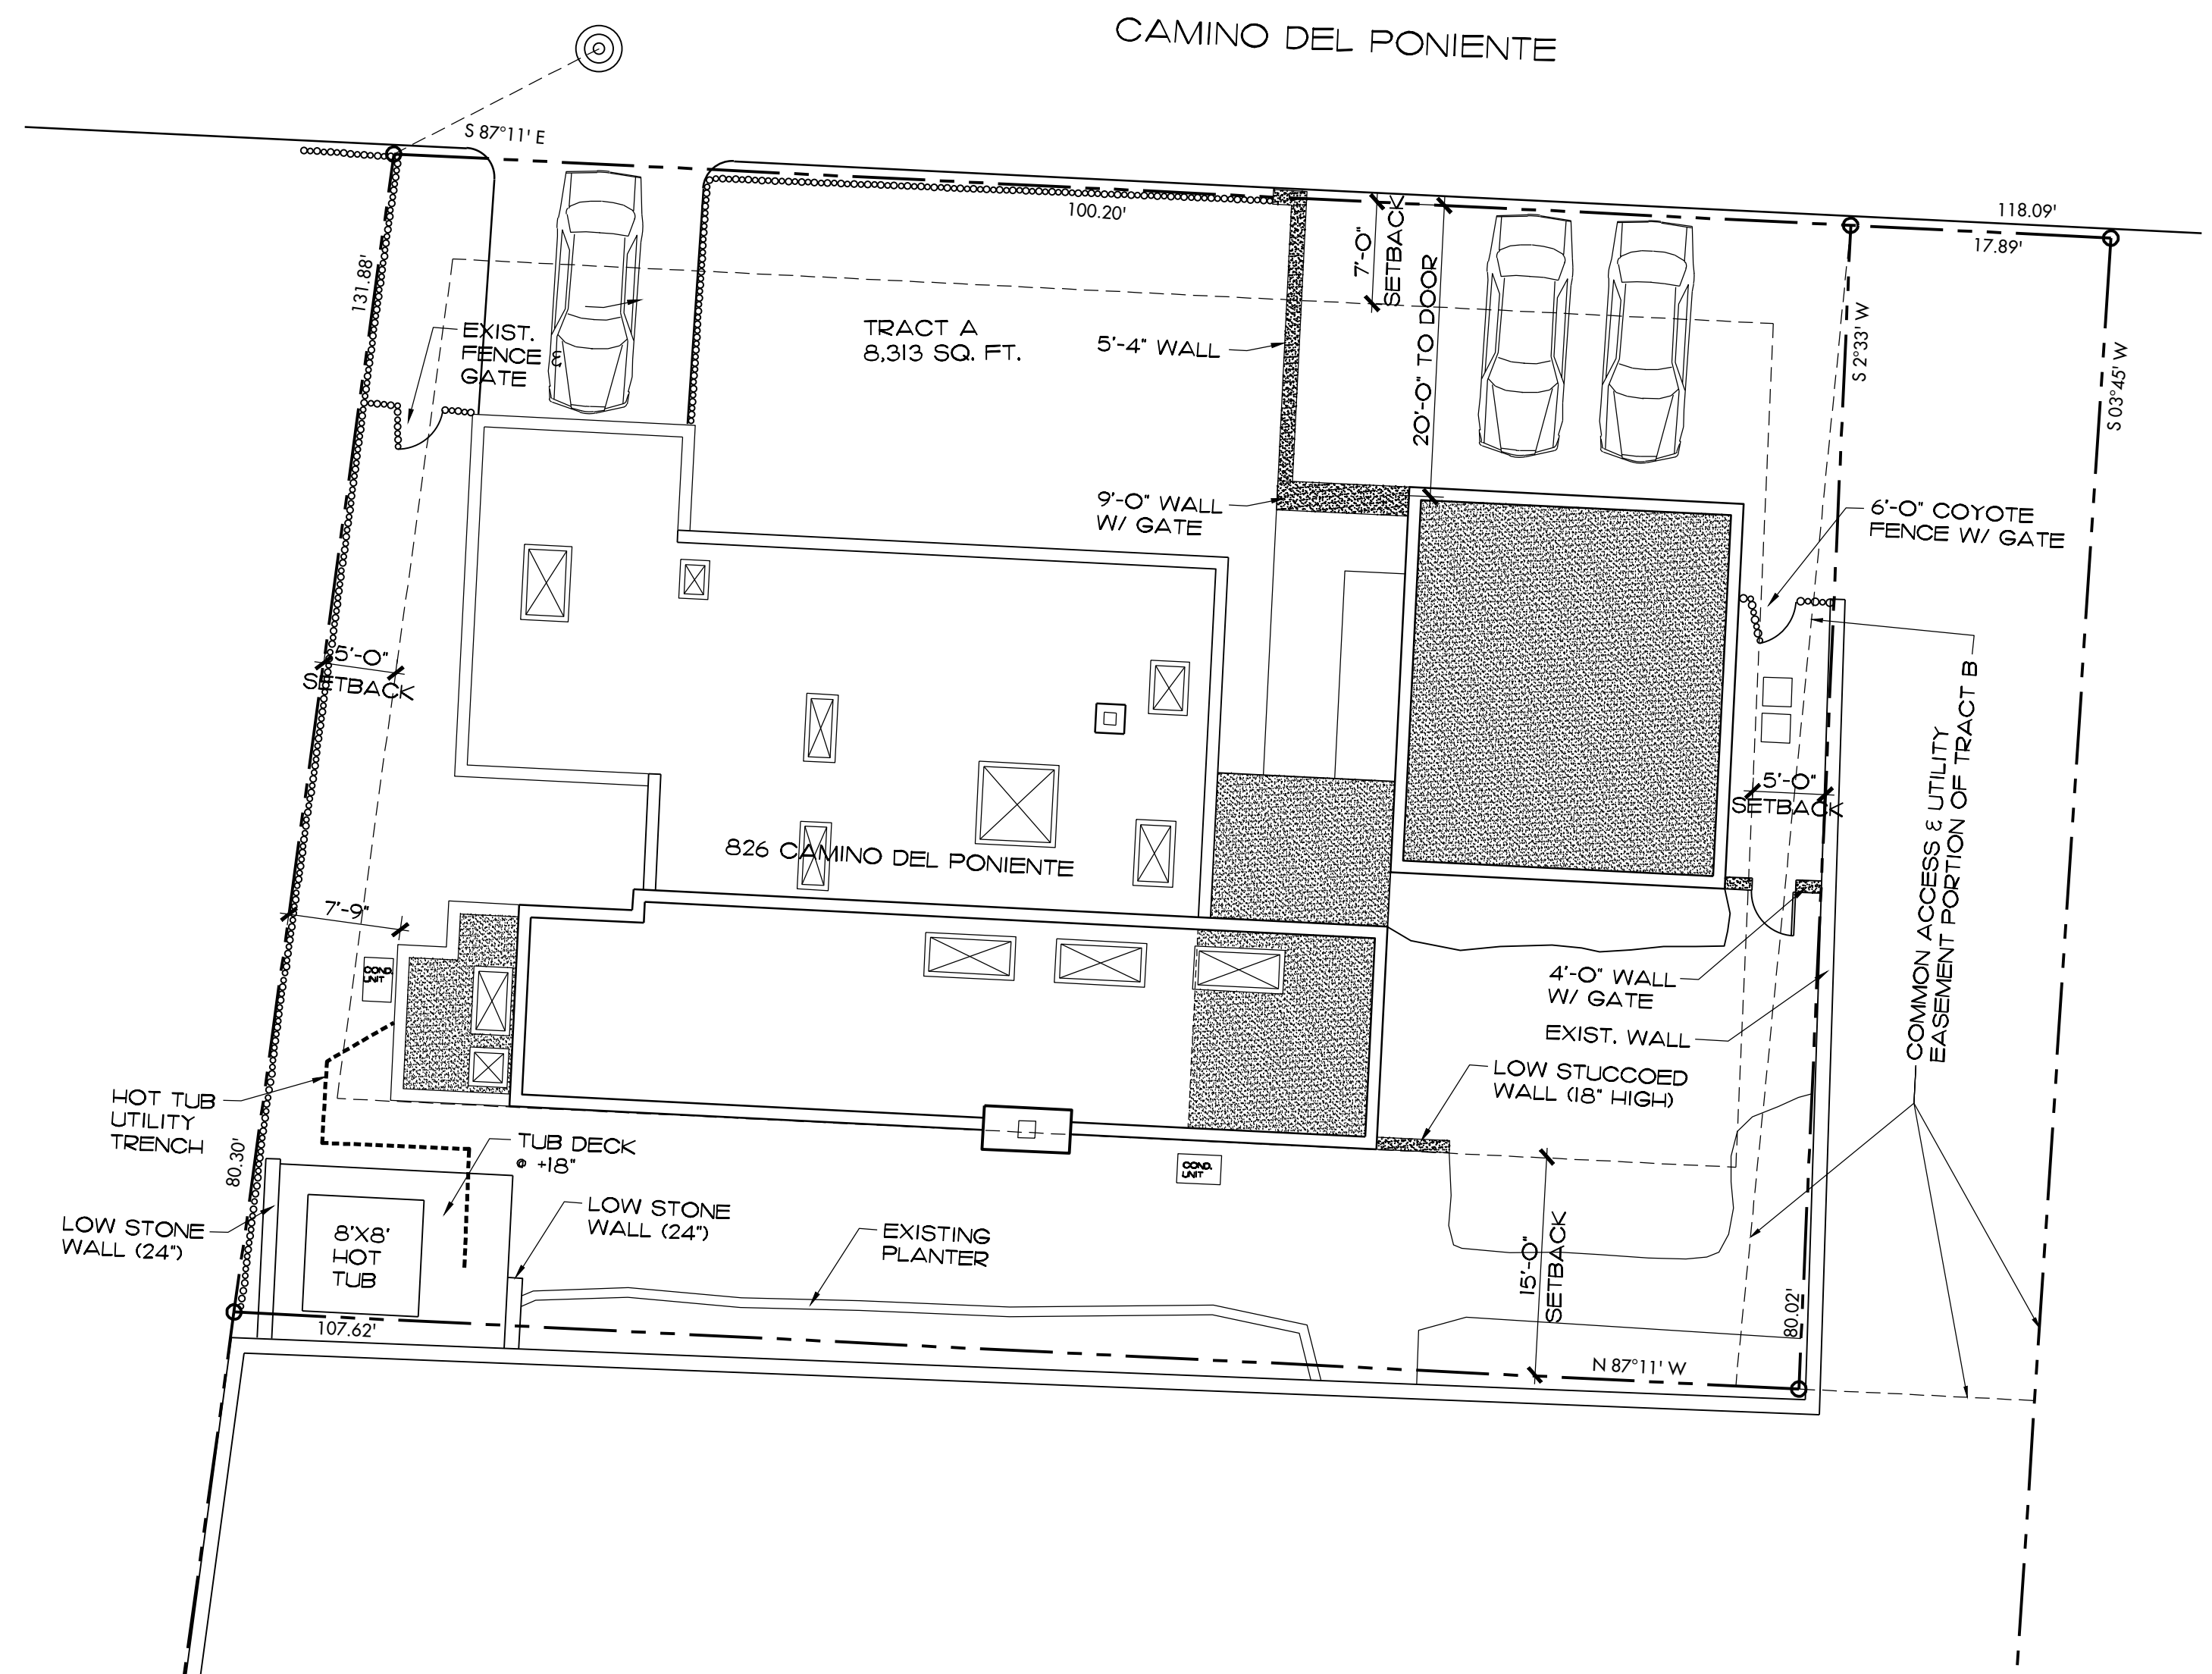 CAMINO DEL PONIENTE
S 87°11' E
100.20'
118.09'
17.89'
131.88'
7'-0"
SETBACK
20'-0" TO DOOR
S 2°33' W
S 03°45' W
EXIST.
FENCE &
GATE
TRACT A
8,313 SQ. FT.
5'-4" WALL
9'-0" WALL
W/ GATE
6'-0" COYOTE
FENCE W/ GATE
5'-0"
SETBACK
5'-0"
SETBACK
COMMON ACCESS & UTILITY
EASEMENT PORTION OF TRACT B
826 CAMINO DEL PONIENTE
7'-9"
COND.
UNIT
4'-0" WALL
W/ GATE
EXIST. WALL
LOW STUCCOED
WALL (18" HIGH)
HOT TUB
UTILITY
TRENCH
80.30'
TUB DECK
@ +18"
COND.
UNIT
LOW STONE
WALL (24")
LOW STONE
WALL (24")
8'X8'
HOT
TUB
EXISTING
PLANTER
15'-0"
SETBACK
80.02'
107.62'
N 87°11' W